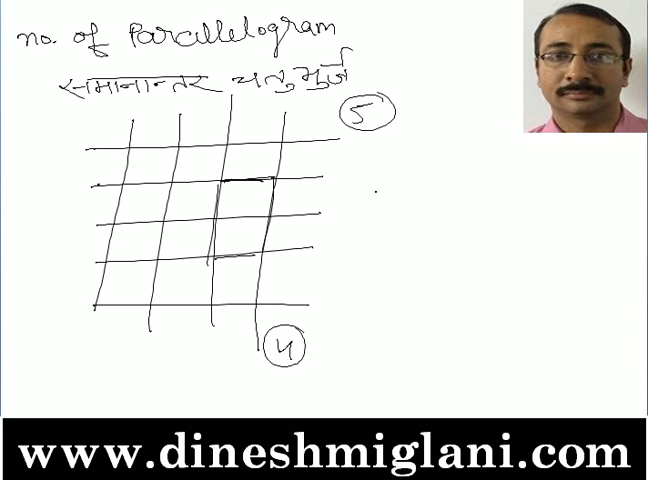 no. of Parallelogram
समानान्तर चतुर्भुज
5
4
www.dineshmiglani.com